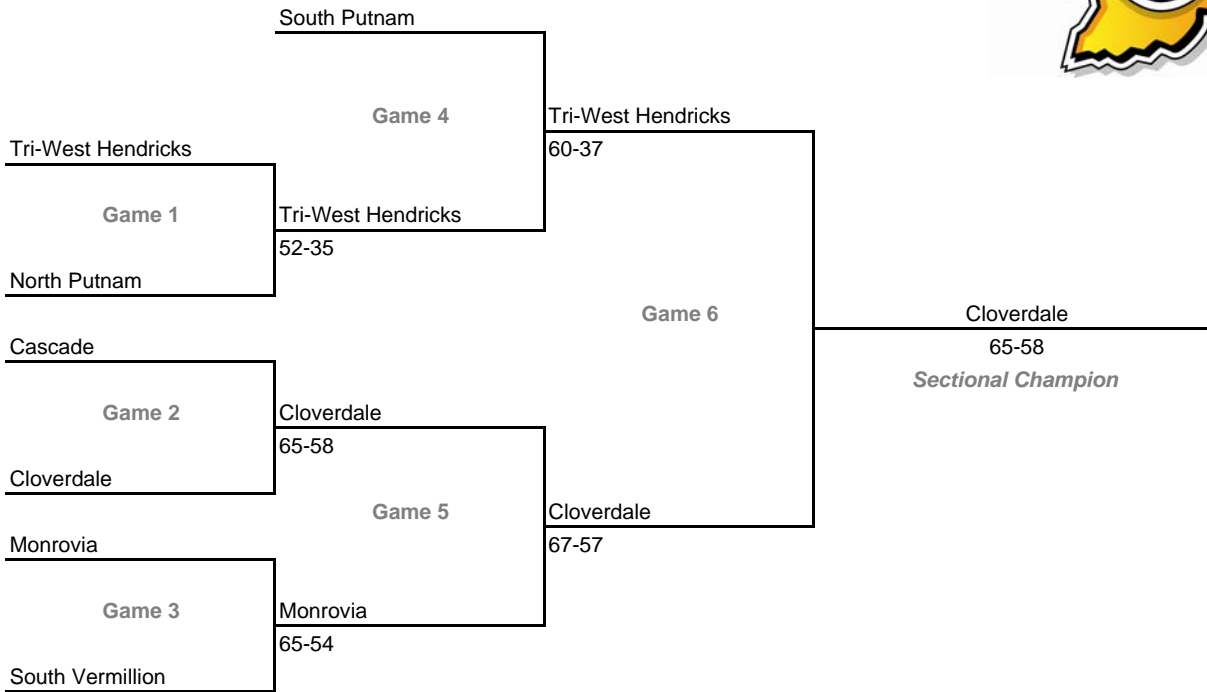 South Putnam
Game 4
Tri-West Hendricks
60-37
Tri-West Hendricks
Game 1
Tri-West Hendricks
52-35
North Putnam
Game 6
Cloverdale
65-58
Sectional Champion
Cascade
Game 2
Cloverdale
65-58
Cloverdale
Game 5
Cloverdale
67-57
Monrovia
Game 3
Monrovia
65-54
South Vermillion